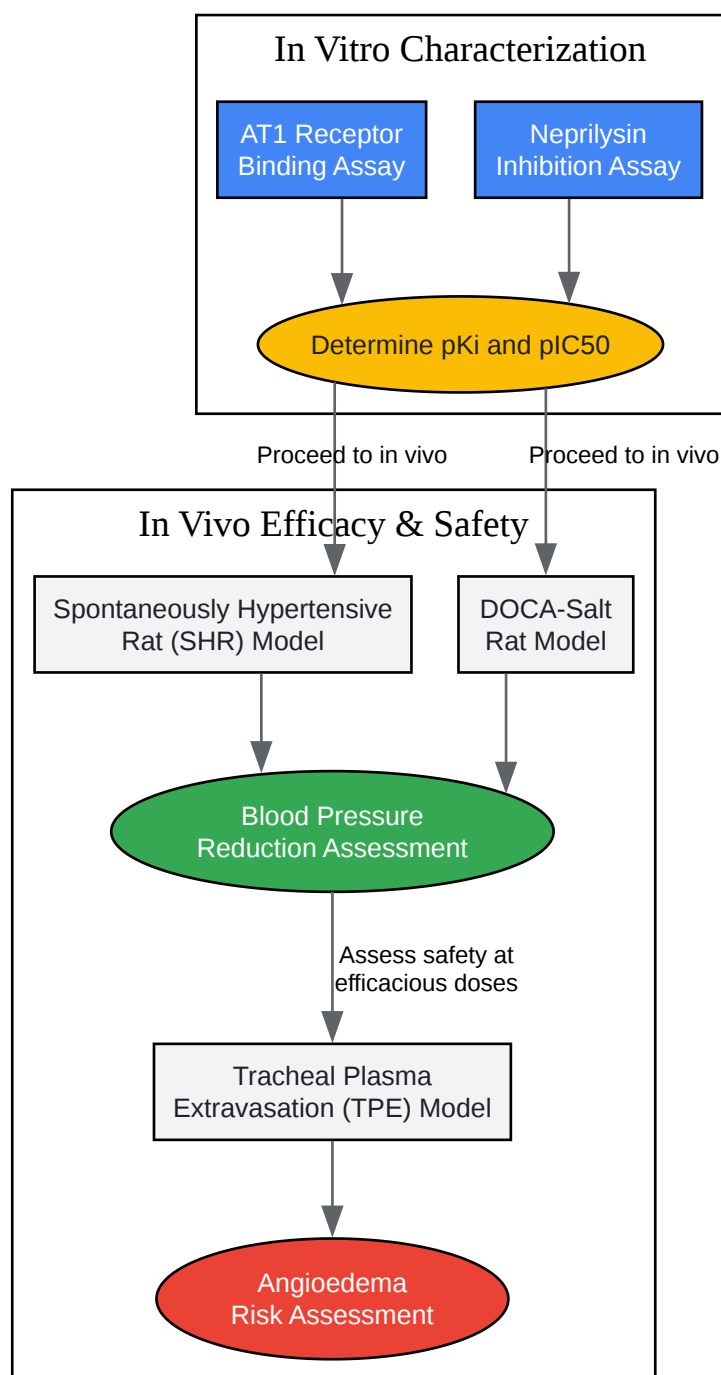 In Vitro Characterization
AT1 Receptor
Binding Assay
Neprilysin
Inhibition Assay
Determine pKi and pIC50
Proceed to in vivo
Proceed to in vivo
In Vivo Efficacy & Safety
Spontaneously Hypertensive
Rat (SHR) Model
DOCA-Salt
Rat Model
Blood Pressure
Reduction Assessment
Assess safety at
efficacious doses
Tracheal Plasma
Extravasation (TPE) Model
Angioedema
Risk Assessment